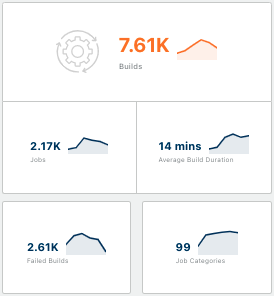 7.61K
Builds
2.17K
Jobs
14 mins
Average Build Duration
2.61K
Failed Builds
99
Job Categories